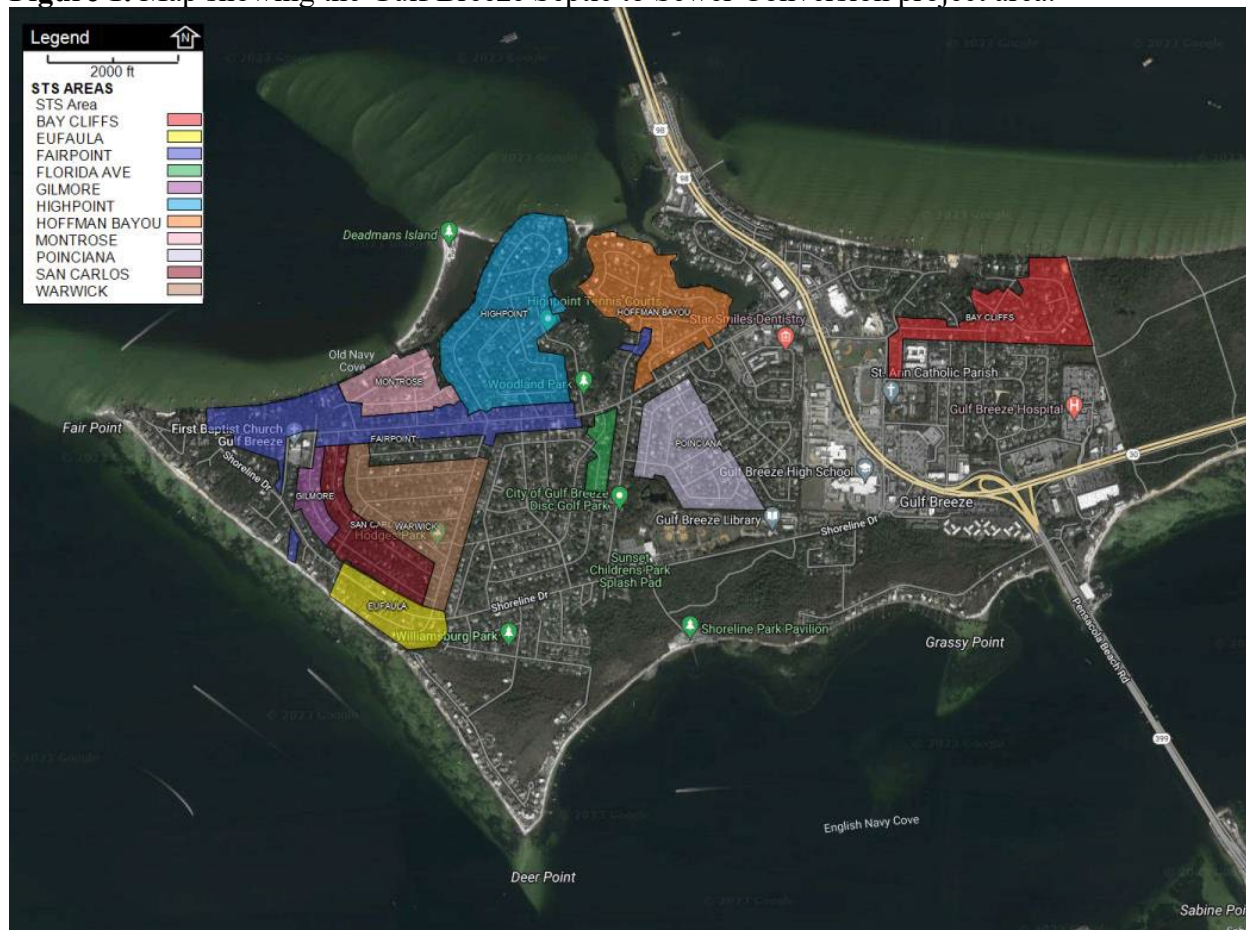 Figure 1. Map showing the Gulf Breeze Septic to Sewer Conversion project area.
Legend
N
2000 ft
STS AREAS
STS Area
BAY CLIFFS
EUFAULA
FAIRPOINT
FLORIDA AVE
GILMORE
HIGHPOINT
HOFFMAN BAYOU
MONTROSE
POINCIANA
SAN CARLOS
WARWICK
98
98
Deadmans Island
Highpoint Tennis Courts
HIGHPOINT
HOFFMAN BAYOU
Star Smiles Dentistry
BAY CLIFFS
Old Navy
Cove
MONTROSE
Woodland Park
St. Ann Catholic Parish
Gulf Breeze Hospital
Fair Point
First Baptist Church
Gulf Breeze
FAIRPOINT
POINCIANA
30
Shoreline Dr
Gulf Breeze High School
GILMORE
City of Gulf Breeze
Disc Golf Park
Gulf Breeze
SAN CARLOS
WARWICK
Hodges Park
Gulf Breeze Library
Shoreline Dr
Sunset
Childrens Park
Splash Pad
EUFAULA
Shoreline Dr
Williamsburg Park
Shoreline Park Pavilion
Grassy Point
Pensacola Beach Rd
399
English Navy Cove
Deer Point